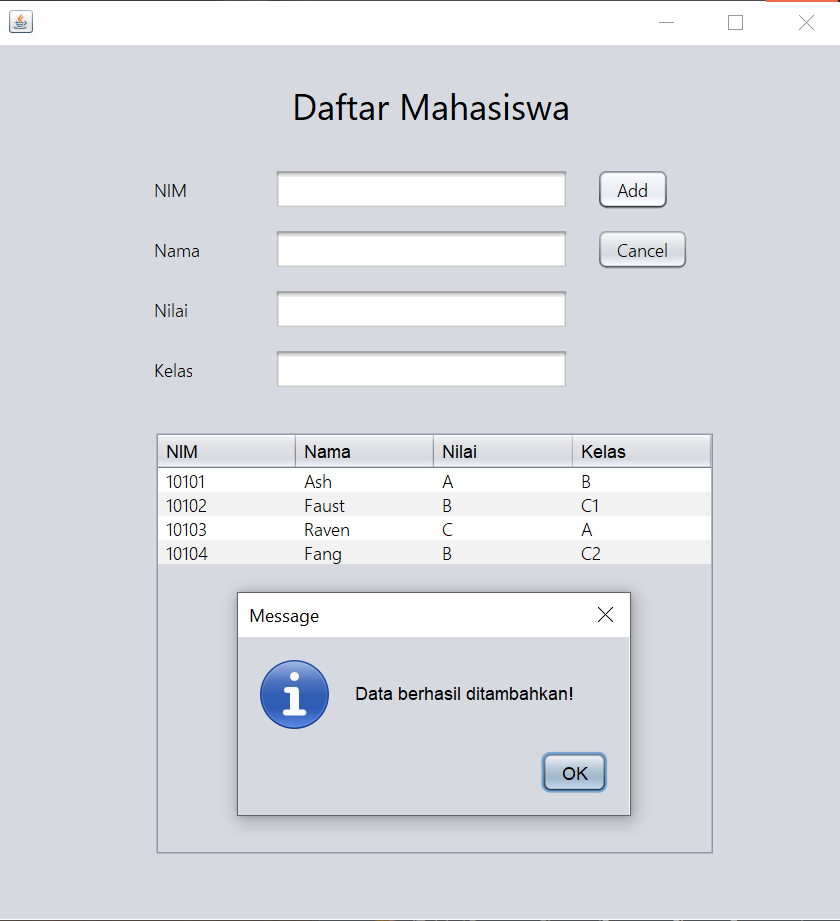 Daftar Mahasiswa
NIM Add
Nama Cancel
Nilai
Kelas
NIM Nama Nilai Kelas
10101 Ash A B
10102 Faust B C1
10103 Raven C A
10104 Fang B C2
Message
Data berhasil ditambahkan!
OK